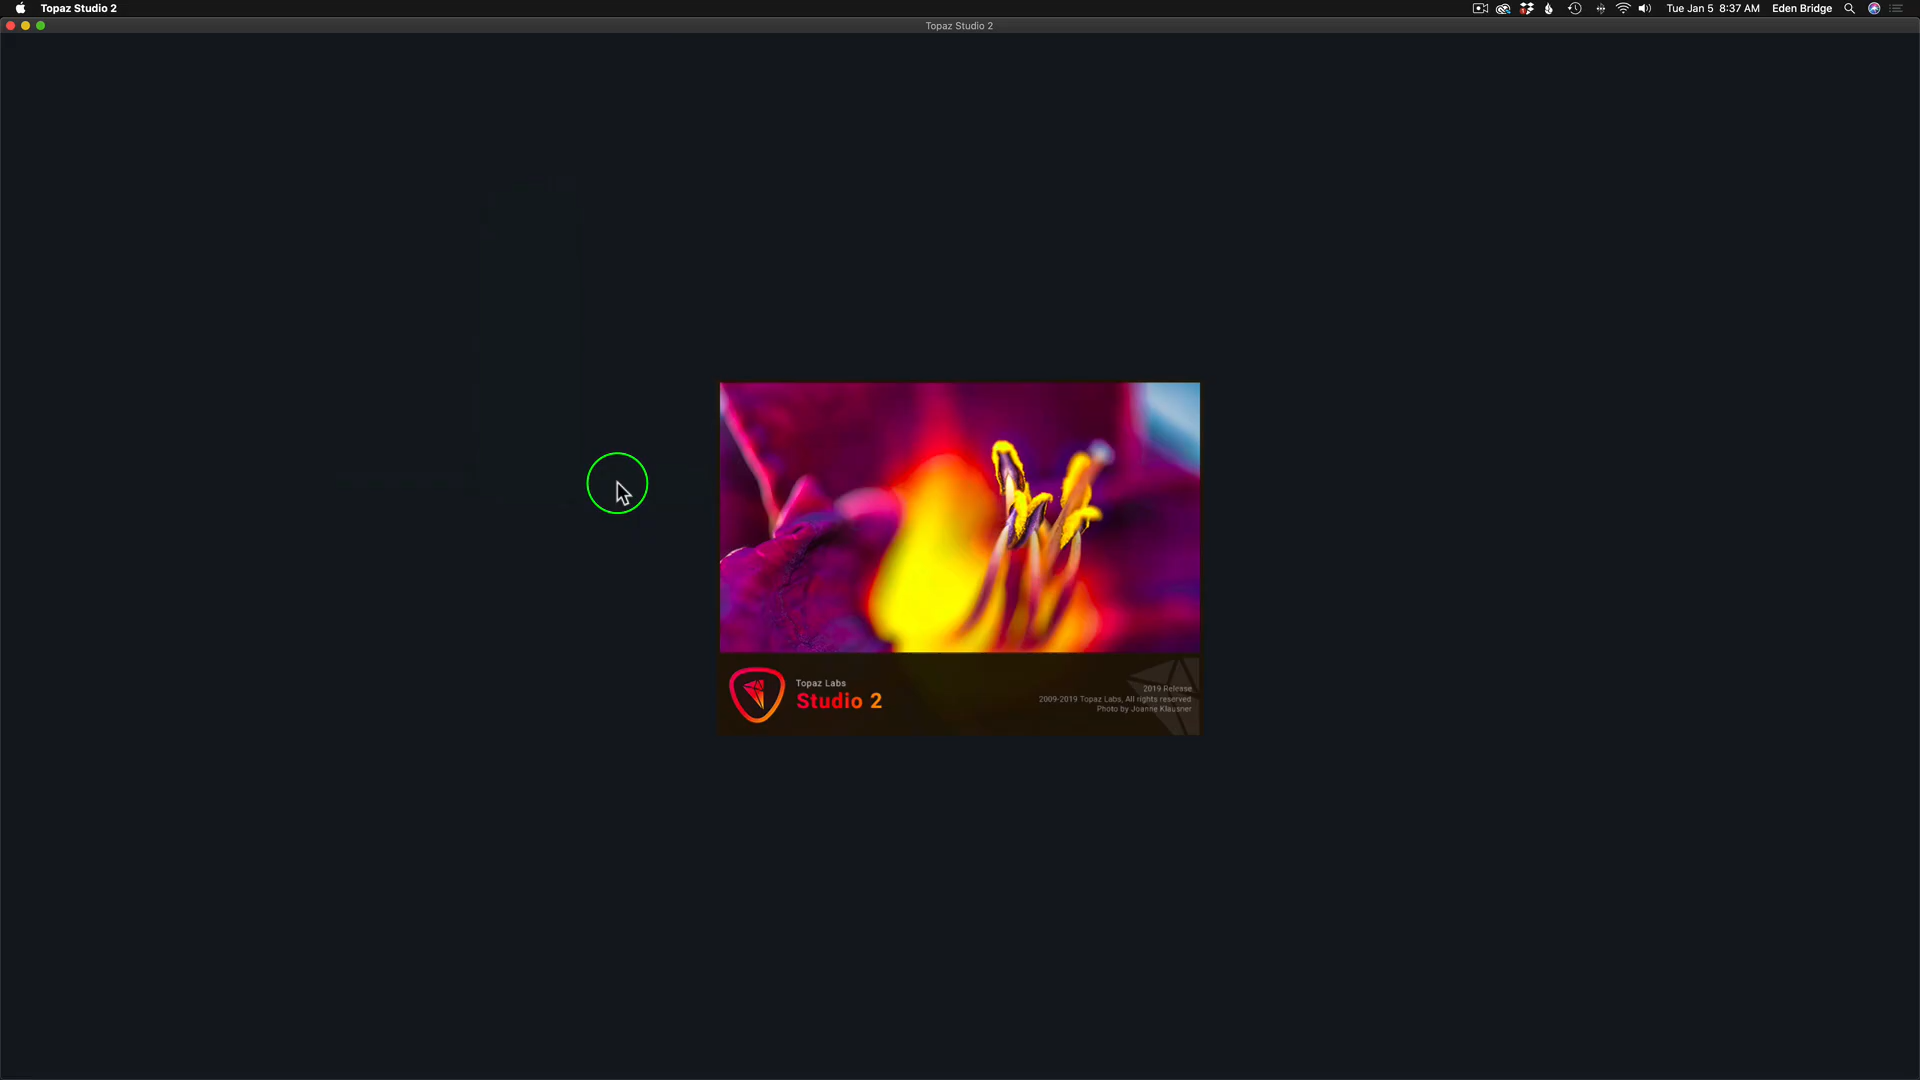 Topaz Studio 2
Tue Jan 5 8:37 AM Eden Bridge
Topaz Studio 2
Topaz Labs
Studio 2
2019 Release
2009-2019 Topaz Labs, All rights reserved
Photo by Joanne Klausner